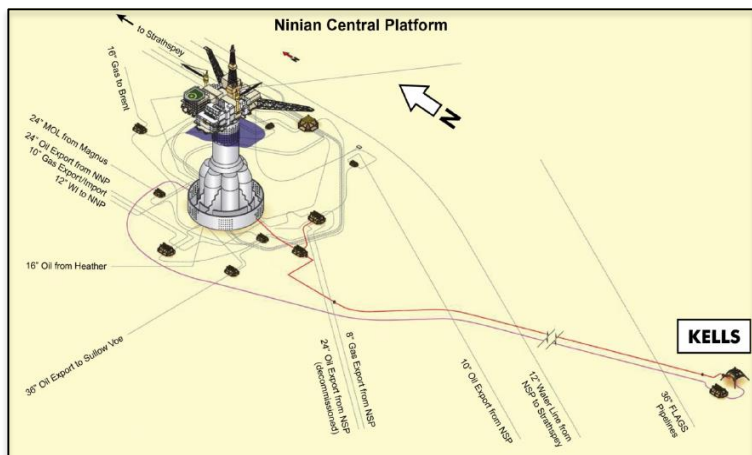 Ninian Central Platform
to Strathspey
16" Gas to Brent
N
24" MOL from Magnus
24" Oil Export from NNP
10" Gas Export/Import
12" WI to NNP
16" Oil from Heather
36" Oil Export to Sullow Voe
8" Gas Export from NSP
24" Oil Export from NSP
(decommissioned)
10" Oil Export from NSP
12" Water Line from
NSP to Strathspey
36" FLAGS
Pipelines
KELLS